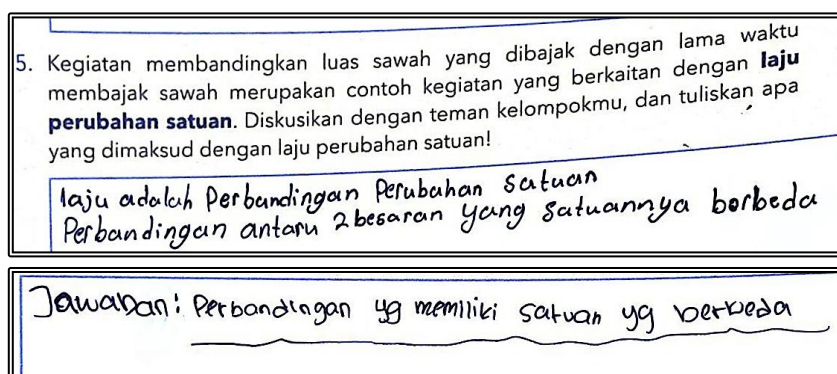 5. Kegiatan membandingkan luas sawah yang dibajak dengan lama waktu
membajak sawah merupakan contoh kegiatan yang berkaitan dengan laju
perubahan satuan. Diskusikan dengan teman kelompokmu, dan tuliskan apa
yang dimaksud dengan laju perubahan satuan!
laju adalah Perbandingan Perubahan Satuan
Perbandingan antara 2 besaran yang satuannya berbeda
Jawaban: Perbandingan yg memiliki satuan yg berbeda